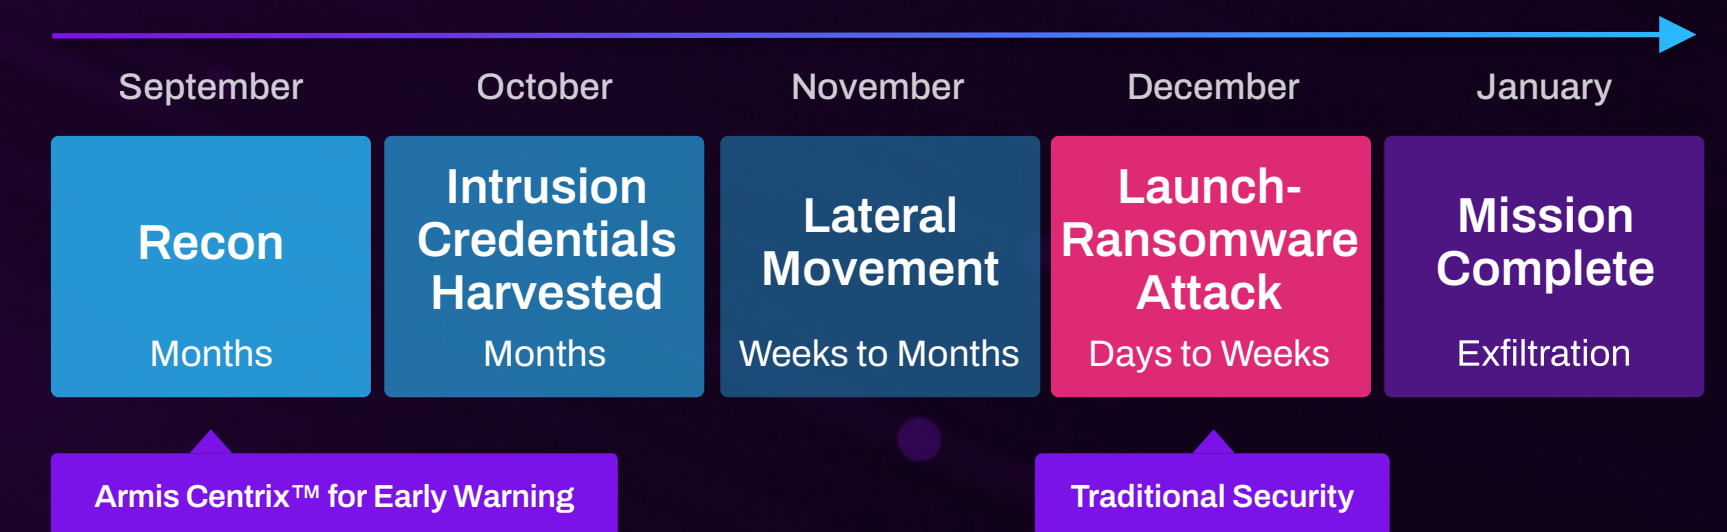 September
October
November
December
January
Recon
Months
Intrusion
Credentials
Harvested
Months
Lateral
Movement
Weeks to Months
Launch-
Ransomware
Attack
Days to Weeks
Mission
Complete
Exfiltration
Armis Centrix™ for Early Warning
Traditional Security